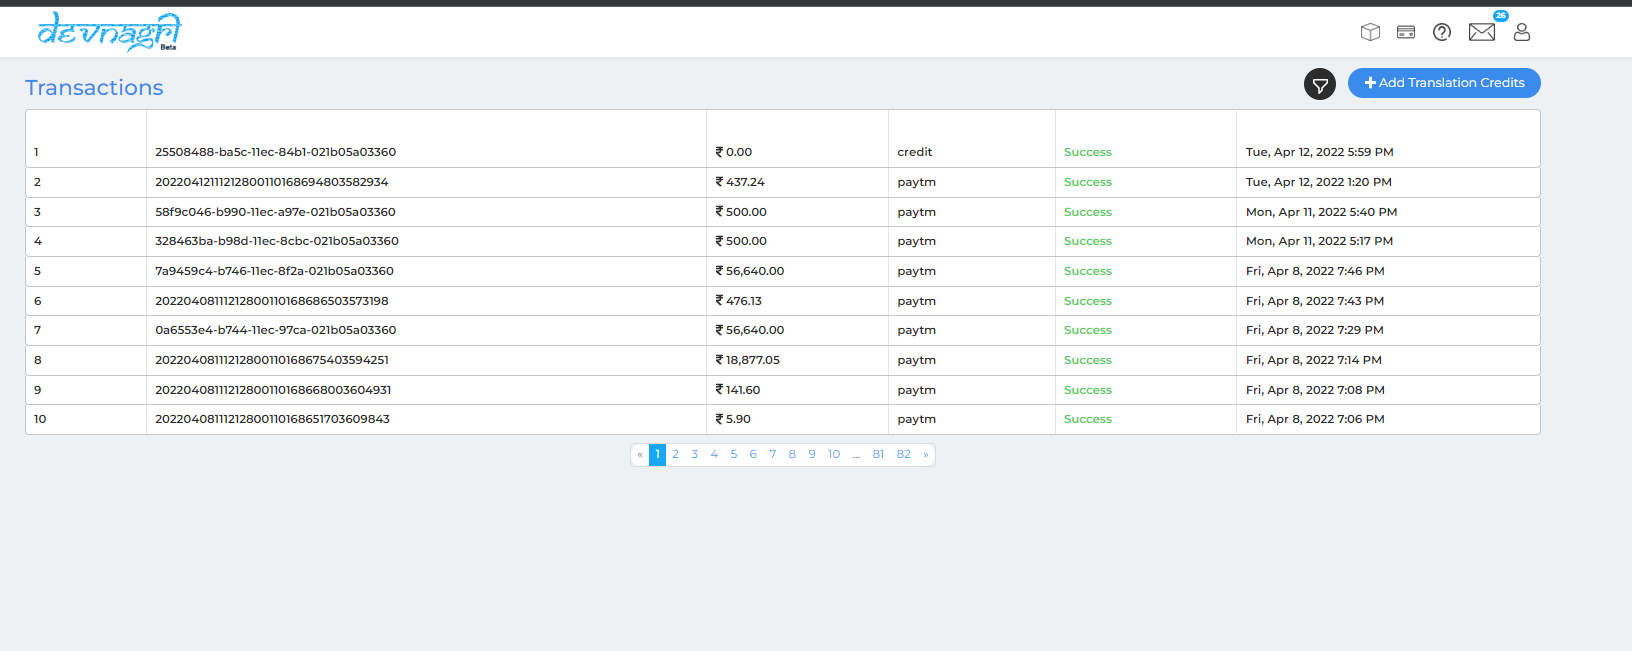 devnagri
Beta
26
Transactions
Add Translation Credits
1 25508488-ba5c-11ec-84b1-021b05a03360 ₹ 0.00 credit Success Tue, Apr 12, 2022 5:59 PM
2 20220412111212800110168694803582934 ₹ 437.24 paytm Success Tue, Apr 12, 2022 1:20 PM
3 58f9c046-b990-11ec-a97e-021b05a03360 ₹ 500.00 paytm Success Mon, Apr 11, 2022 5:40 PM
4 328463ba-b98d-11ec-8cbc-021b05a03360 ₹ 500.00 paytm Success Mon, Apr 11, 2022 5:17 PM
5 7a9459c4-b746-11ec-8f2a-021b05a03360 ₹ 56,640.00 paytm Success Fri, Apr 8, 2022 7:46 PM
6 20220408111212800110168686503573198 ₹ 476.13 paytm Success Fri, Apr 8, 2022 7:43 PM
7 0a6553e4-b744-11ec-97ca-021b05a03360 ₹ 56,640.00 paytm Success Fri, Apr 8, 2022 7:29 PM
8 20220408111212800110168675403594251 ₹ 18,877.05 paytm Success Fri, Apr 8, 2022 7:14 PM
9 20220408111212800110168668003604931 ₹ 141.60 paytm Success Fri, Apr 8, 2022 7:08 PM
10 20220408111212800110168651703609843 ₹ 5.90 paytm Success Fri, Apr 8, 2022 7:06 PM
« 1 2 3 4 5 6 7 8 9 10 ... 81 82 »